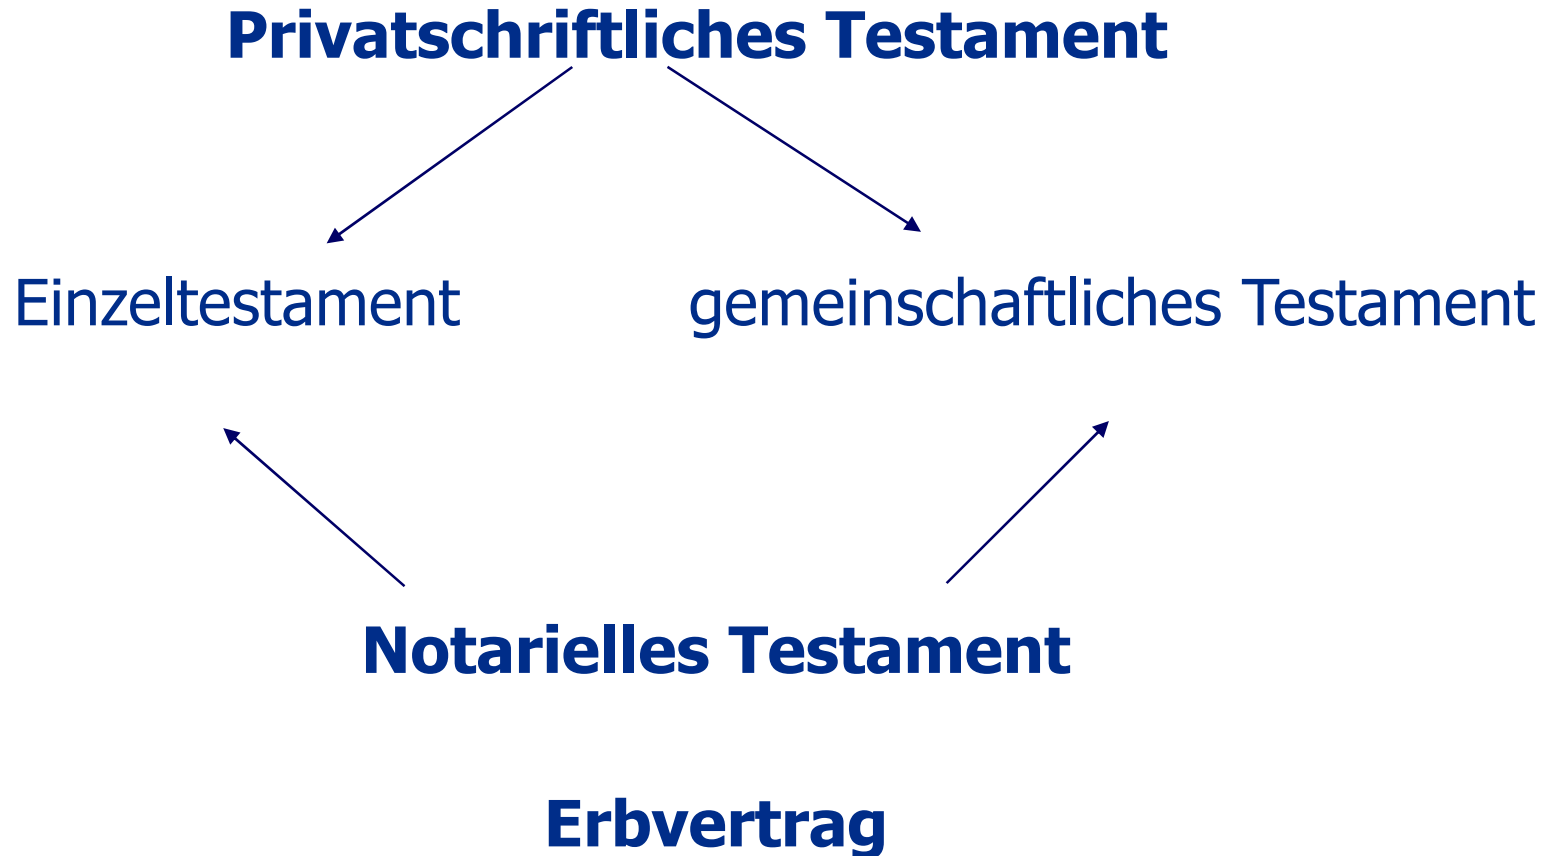 Privatschriftliches Testament
Einzeltestament
gemeinschaftliches Testament
Notarielles Testament
Erbvertrag